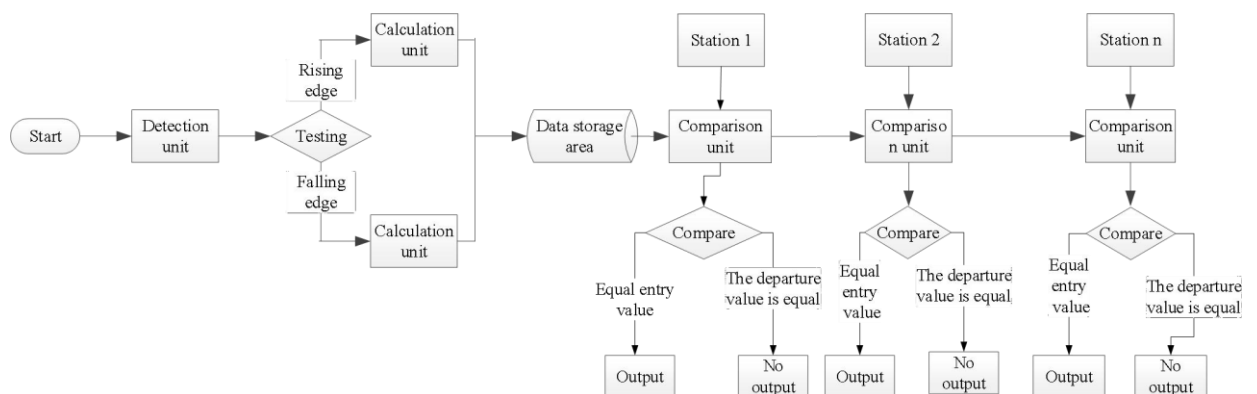 Start
Detection
unit
Testing
Rising
edge
Falling
edge
Calculation
unit
Calculation
unit
Data storage
area
Station 1
Comparison
unit
Compare
Equal entry
value
The departure
value is equal
Output
No
output
Station 2
Compariso
n unit
Compare
Equal
entry
value
The departure
value is equal
Output
No
output
Station n
Comparison
unit
Compare
Equal
entry
value
The departure
value is equal
Output
No
output